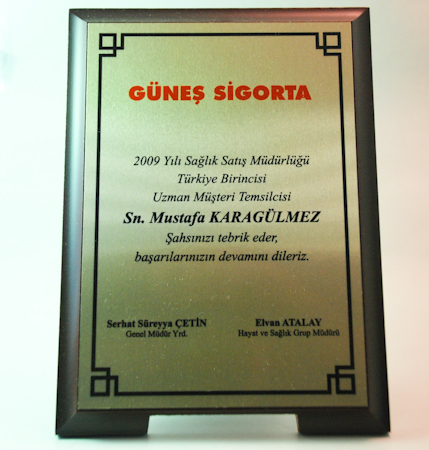 GÜNEŞ SİGORTA
2009 Yılı Sağlık Satış Müdürlüğü
Türkiye Birincisi
Uzman Müşteri Temsilcisi
Sn. Mustafa KARAGÜLMEZ
Şahsınızı tebrik eder,
başarılarınızın devamını dileriz.
Serhat Süreyya ÇETİN
Genel Müdür Yrd.
Elvan ATALAY
Hayat ve Sağlık Grup Müdürü